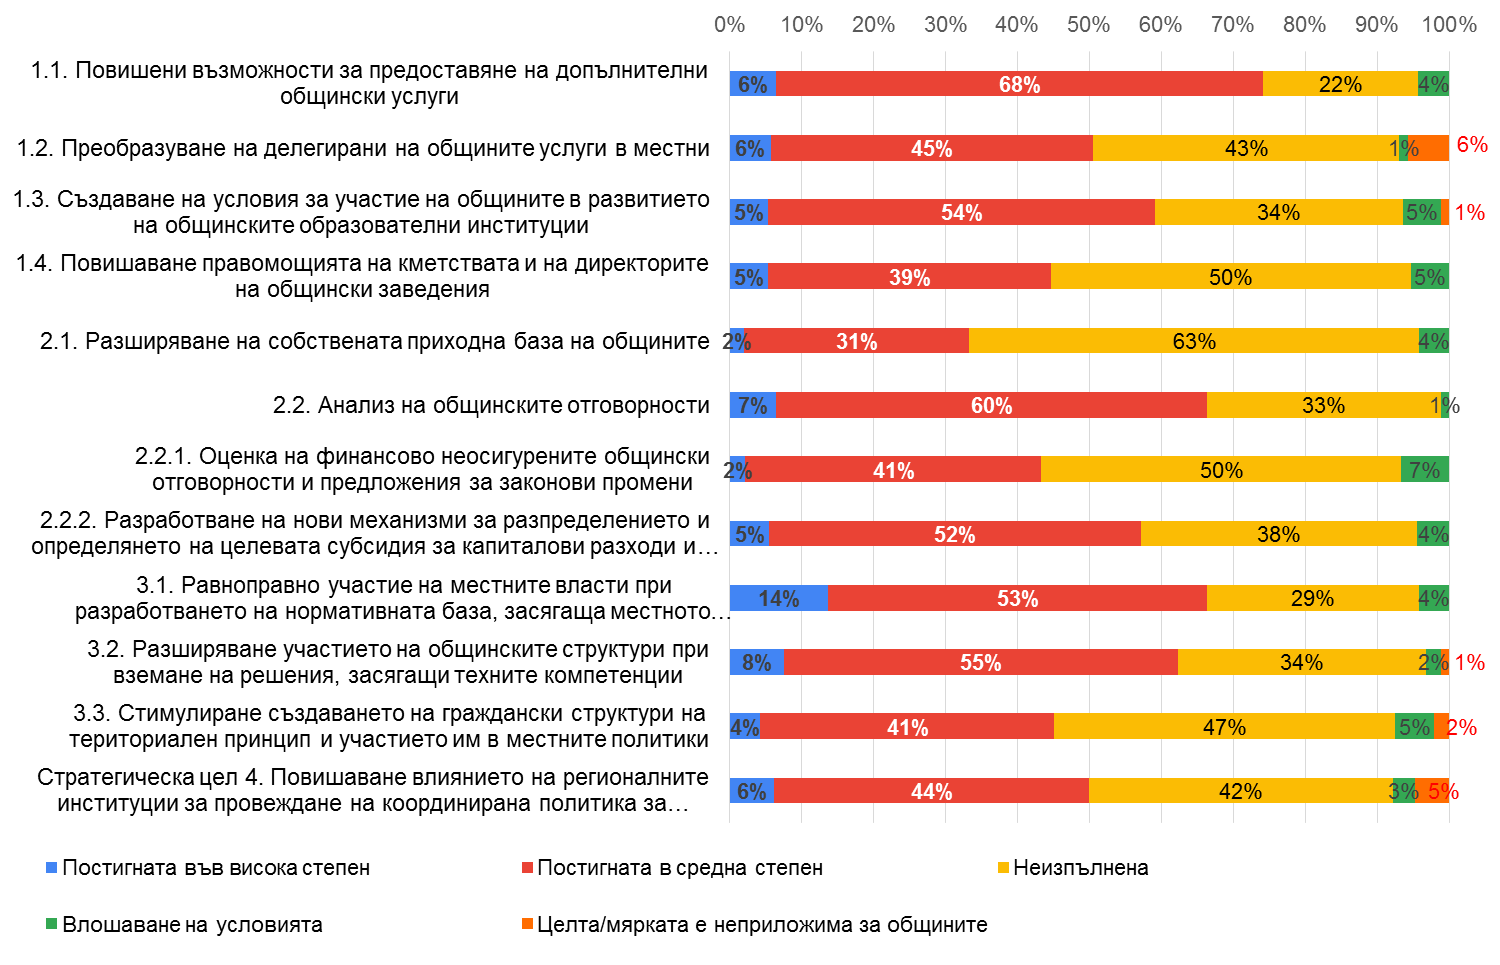 0% 10% 20% 30% 40% 50% 60% 70% 80% 90% 100%
1.1. Повишени възможности за предоставяне на допълнителни
общински услуги
6% 68% 22% 4%
1.2. Преобразуване на делегирани на общините услуги в местни
6% 45% 43% 1% 6%
1.3. Създаване на условия за участие на общините в развитието
на общинските образователни институции
5% 54% 34% 5% 1%
1.4. Повишаване правомощията на кметствата и на директорите
на общински заведения
5% 39% 50% 5%
2.1. Разширяване на собствената приходна база на общините
2% 31% 63% 4%
2.2. Анализ на общинските отговорности
7% 60% 33% 1%
2.2.1. Оценка на финансово неосигурените общински
отговорности и предложения за законови промени
2% 41% 50% 7%
2.2.2. Разработване на нови механизми за разпределението и
определянето на целевата субсидия за капиталови разходи и…
5% 52% 38% 4%
3.1. Равноправно участие на местните власти при
разработването на нормативната база, засягаща местното…
14% 53% 29% 4%
3.2. Разширяване участието на общинските структури при
вземане на решения, засягащи техните компетенции
8% 55% 34% 2% 1%
3.3. Стимулиране създаването на граждански структури на
териториален принцип и участието им в местните политики
4% 41% 47% 5% 2%
Стратегическа цел 4. Повишаване влиянието на регионалните
институции за провеждане на координирана политика за…
6% 44% 42% 3% 5%
Постигната във висока степен
Постигната в средна степен
Неизпълнена
Влошаване на условията
Целта/мярката е неприложима за общините